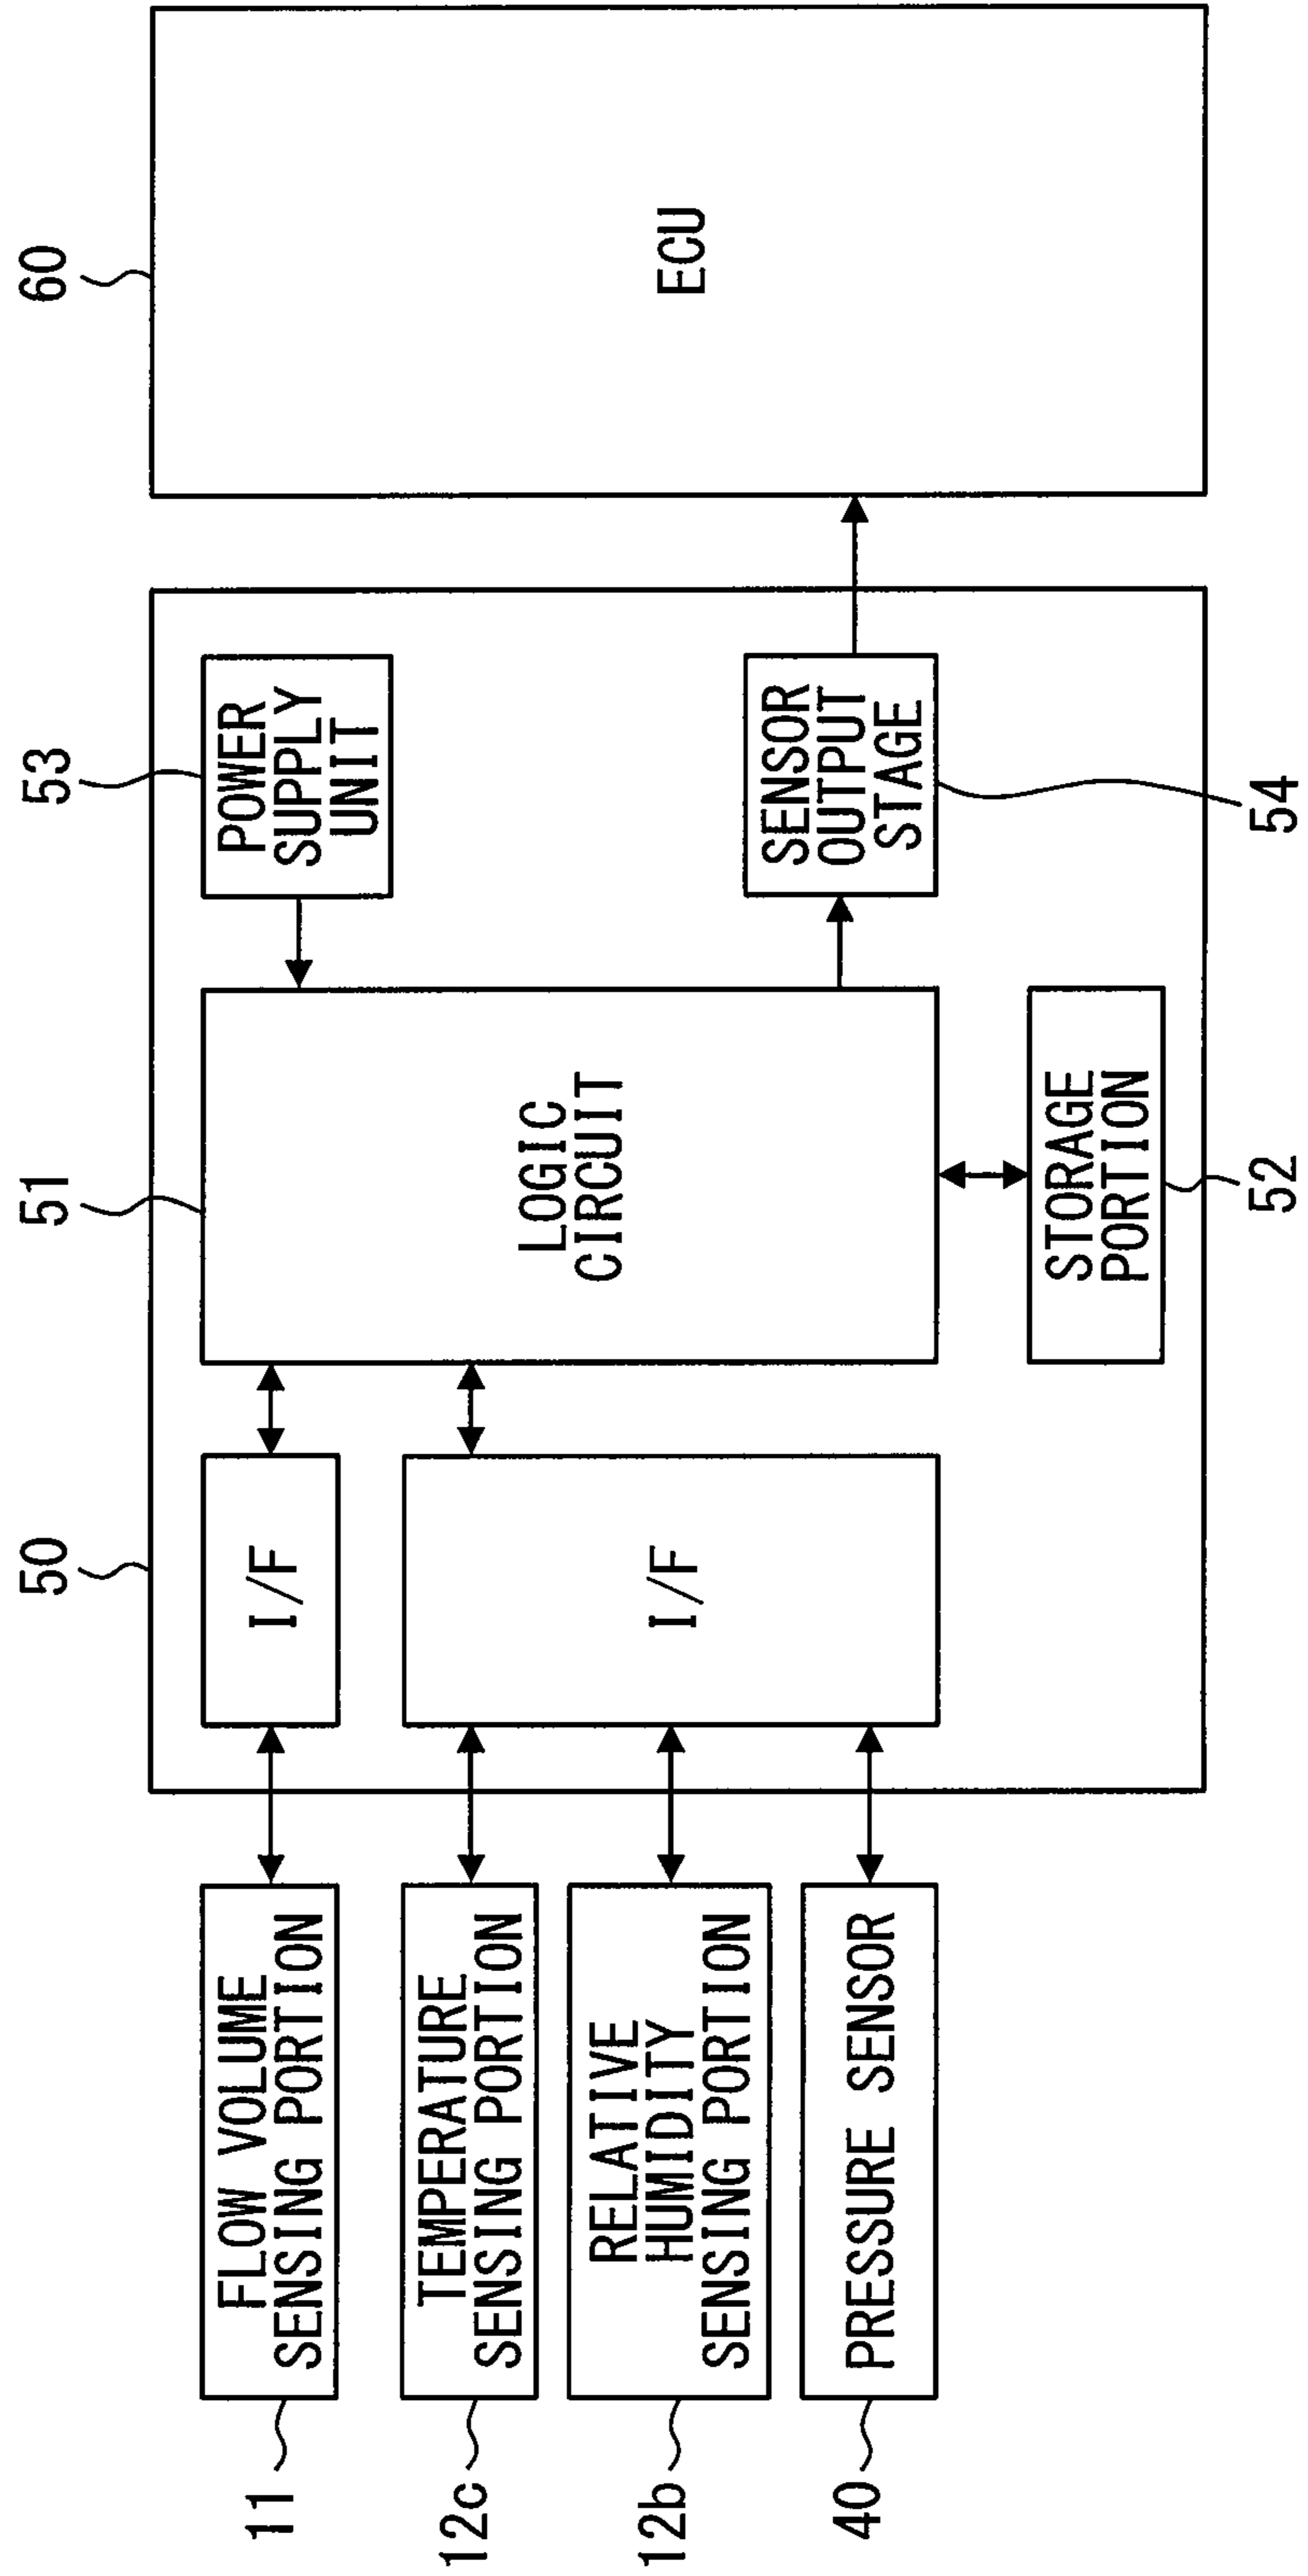 50
51
53
60
11
FLOW VOLUME
SENSING PORTION
I/F
LOGIC
CIRCUIT
POWER
SUPPLY
UNIT
ECU
12c
TEMPERATURE
SENSING PORTION
I/F
12b
RELATIVE
HUMIDITY
SENSING PORTION
40
PRESSURE SENSOR
SENSOR
OUTPUT
STAGE
STORAGE
PORTION
52
54